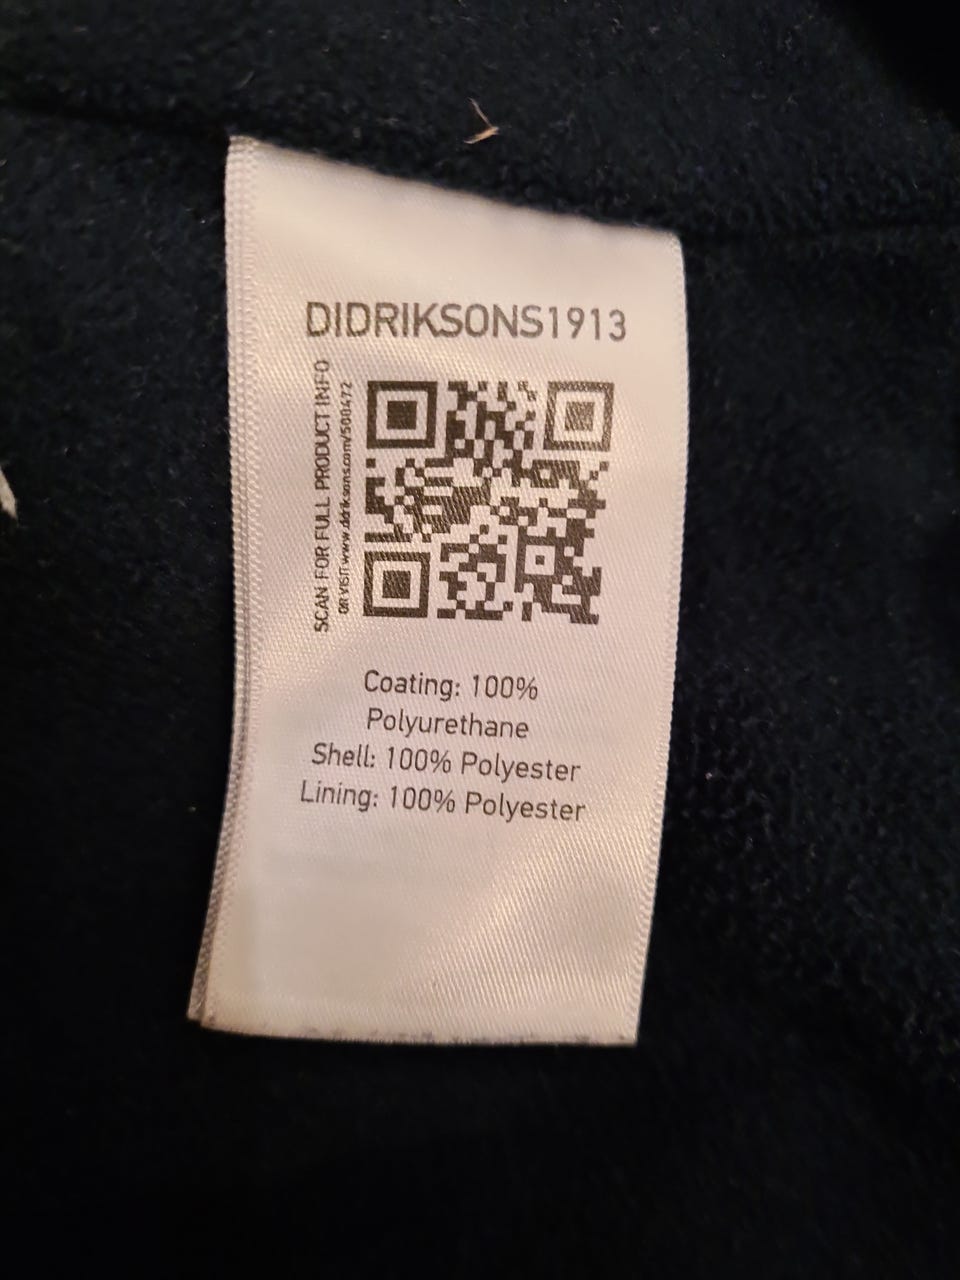 DIDRIKSONS1913
SCAN FOR FULL PRODUCT INFO
OR VISIT www.didriksons.com/500472
Coating: 100%
Polyurethane
Shell: 100% Polyester
Lining: 100% Polyester